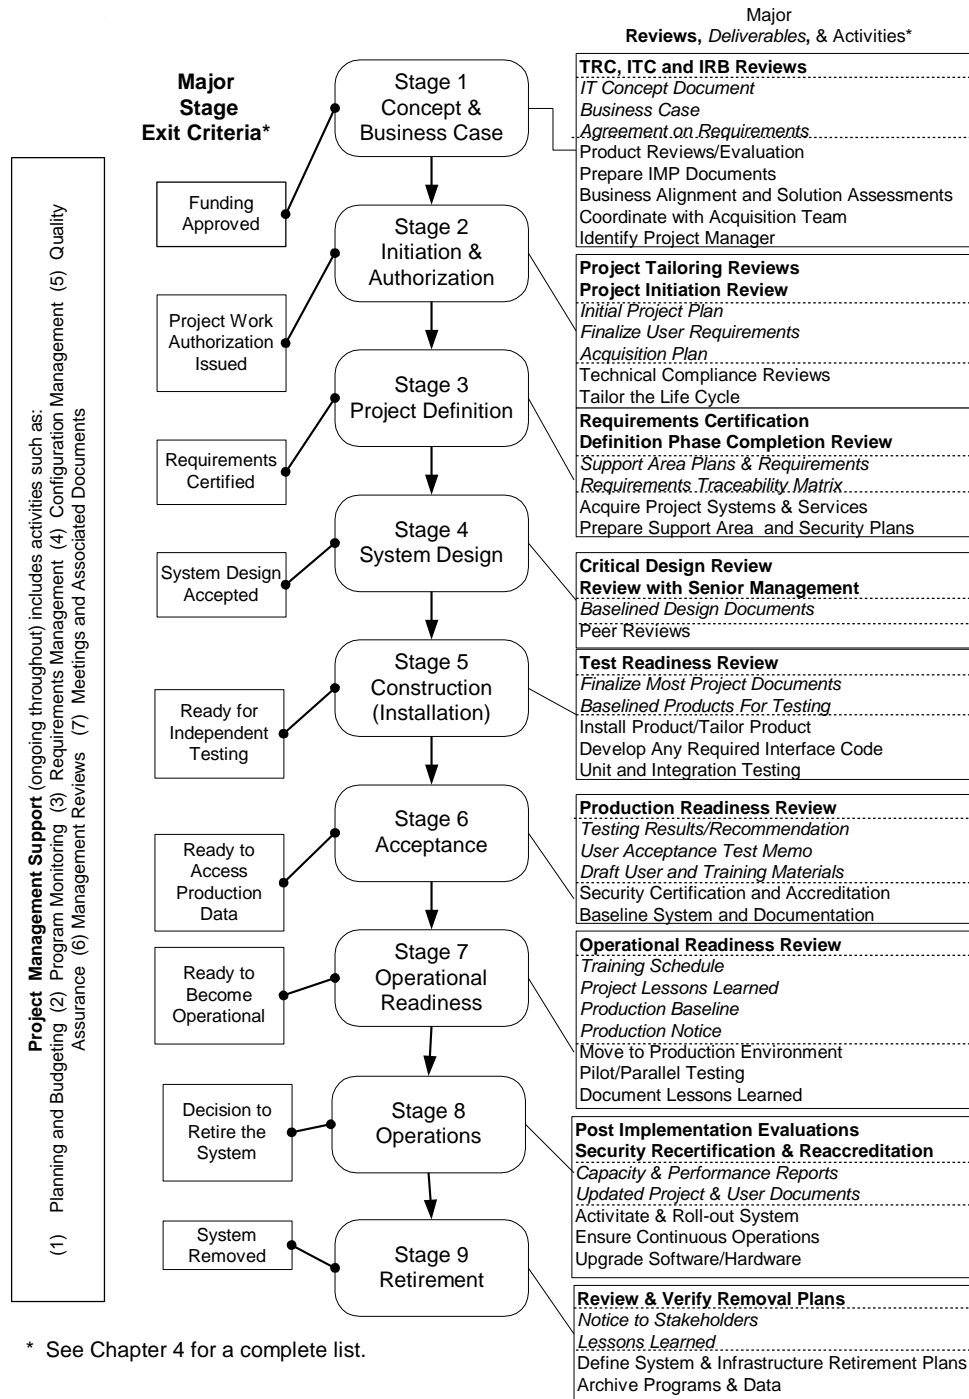 Major
Reviews, Deliverables, & Activities*
Major
Stage
Exit Criteria*
Project Management Support (ongoing throughout) includes activities such as:
(1) Planning and Budgeting (2) Program Monitoring (3) Requirements Management (4) Configuration Management (5) Quality
Assurance (6) Management Reviews (7) Meetings and Associated Documents
Stage 1
Concept &
Business Case
TRC, ITC and IRB Reviews
IT Concept Document
Business Case
Agreement on Requirements
Product Reviews/Evaluation
Prepare IMP Documents
Business Alignment and Solution Assessments
Coordinate with Acquisition Team
Identify Project Manager
Funding
Approved
Stage 2
Initiation &
Authorization
Project Tailoring Reviews
Project Initiation Review
Initial Project Plan
Finalize User Requirements
Acquisition Plan
Technical Compliance Reviews
Tailor the Life Cycle
Project Work
Authorization
Issued
Stage 3
Project Definition
Requirements Certification
Definition Phase Completion Review
Support Area Plans & Requirements
Requirements Traceability Matrix
Acquire Project Systems & Services
Prepare Support Area and Security Plans
Requirements
Certified
Stage 4
System Design
Critical Design Review
Review with Senior Management
Baselined Design Documents
Peer Reviews
System Design
Accepted
Stage 5
Construction
(Installation)
Test Readiness Review
Finalize Most Project Documents
Baselined Products For Testing
Install Product/Tailor Product
Develop Any Required Interface Code
Unit and Integration Testing
Ready for
Independent
Testing
Stage 6
Acceptance
Production Readiness Review
Testing Results/Recommendation
User Acceptance Test Memo
Draft User and Training Materials
Security Certification and Accreditation
Baseline System and Documentation
Ready to
Access
Production
Data
Stage 7
Operational
Readiness
Operational Readiness Review
Training Schedule
Project Lessons Learned
Production Baseline
Production Notice
Move to Production Environment
Pilot/Parallel Testing
Document Lessons Learned
Ready to
Become
Operational
Stage 8
Operations
Post Implementation Evaluations
Security Recertification & Reaccreditation
Capacity & Performance Reports
Updated Project & User Documents
Activitate & Roll-out System
Ensure Continuous Operations
Upgrade Software/Hardware
Decision to
Retire the
System
Stage 9
Retirement
Review & Verify Removal Plans
Notice to Stakeholders
Lessons Learned
Define System & Infrastructure Retirement Plans
Archive Programs & Data
System
Removed
* See Chapter 4 for a complete list.